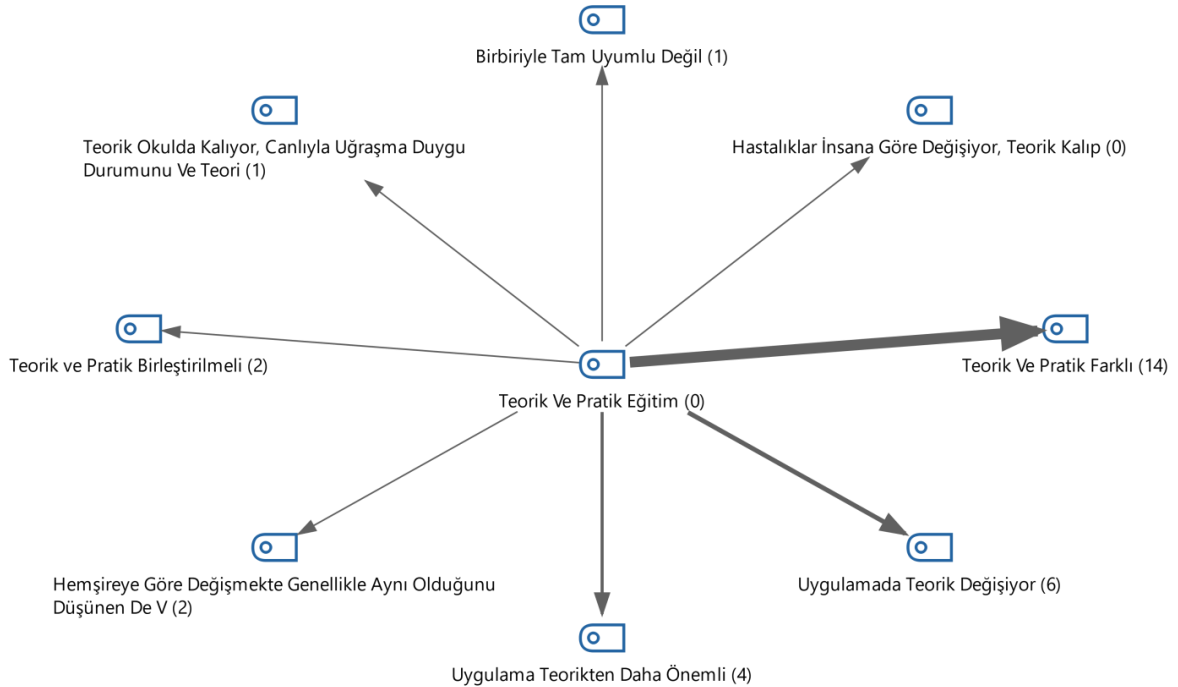 Birbiriyle Tam Uyumlu Değil (1)
Teorik Okulda Kalıyor, Canlıyla Uğraşma Duygu
Durumunu Ve Teori (1)
Hastalıklar İnsana Göre Değişiyor, Teorik Kalıp (0)
Teorik ve Pratik Birleştirilmeli (2)
Teorik Ve Pratik Farklı (14)
Teorik Ve Pratik Eğitim (0)
Hemşireye Göre Değişmekte Genellikle Aynı Olduğunu
Düşünen De V (2)
Uygulamada Teorik Değişiyor (6)
Uygulama Teorikten Daha Önemli (4)